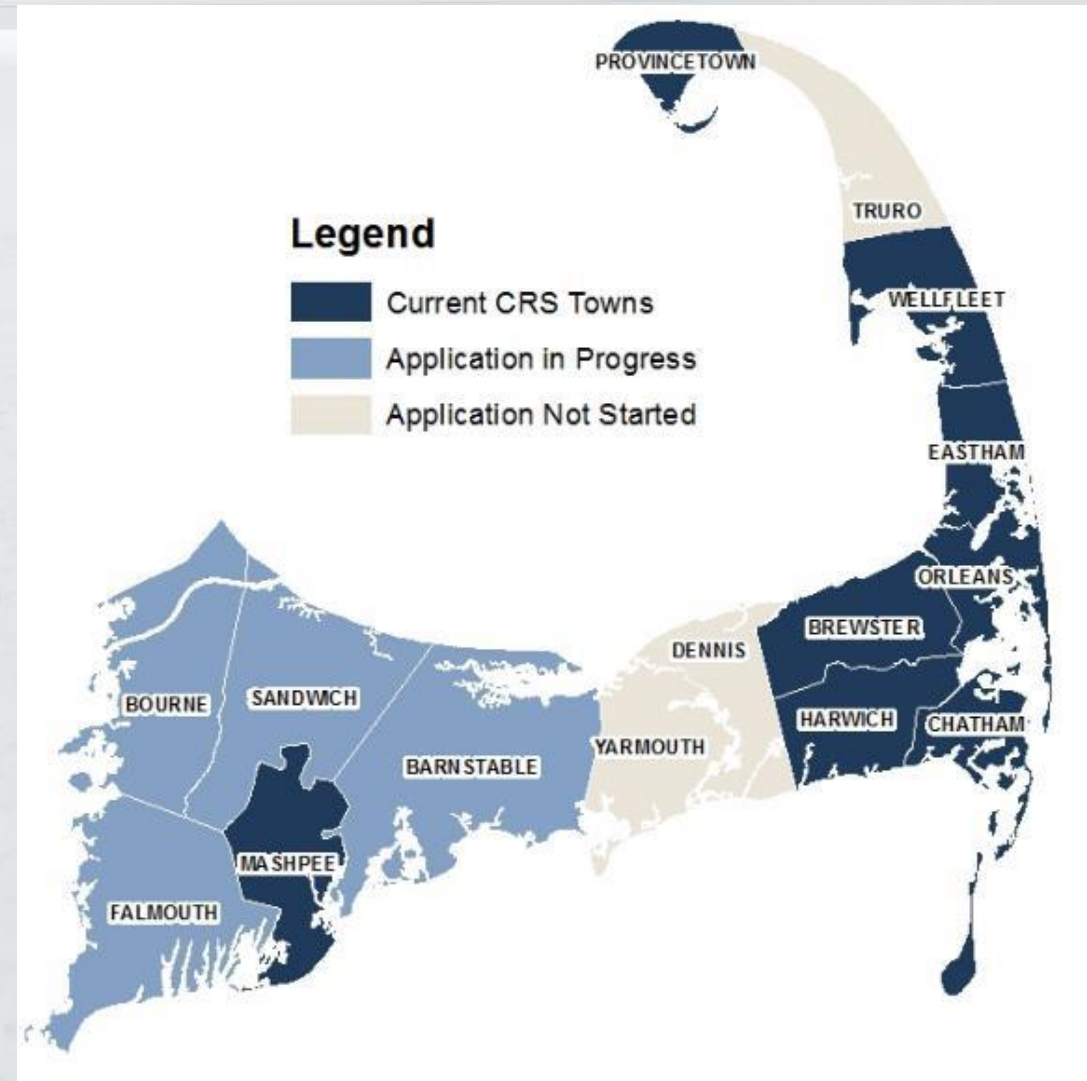 PROVINCETOWN
TRURO
Legend
Current CRS Towns
Application in Progress
Application Not Started
WELLFLEET
EASTHAM
ORLEANS
BREWSTER
DENNIS
HARWICH
CHATHAM
BOURNE
SANDWICH
YARMOUTH
BARNSTABLE
MASHPEE
FALMOUTH